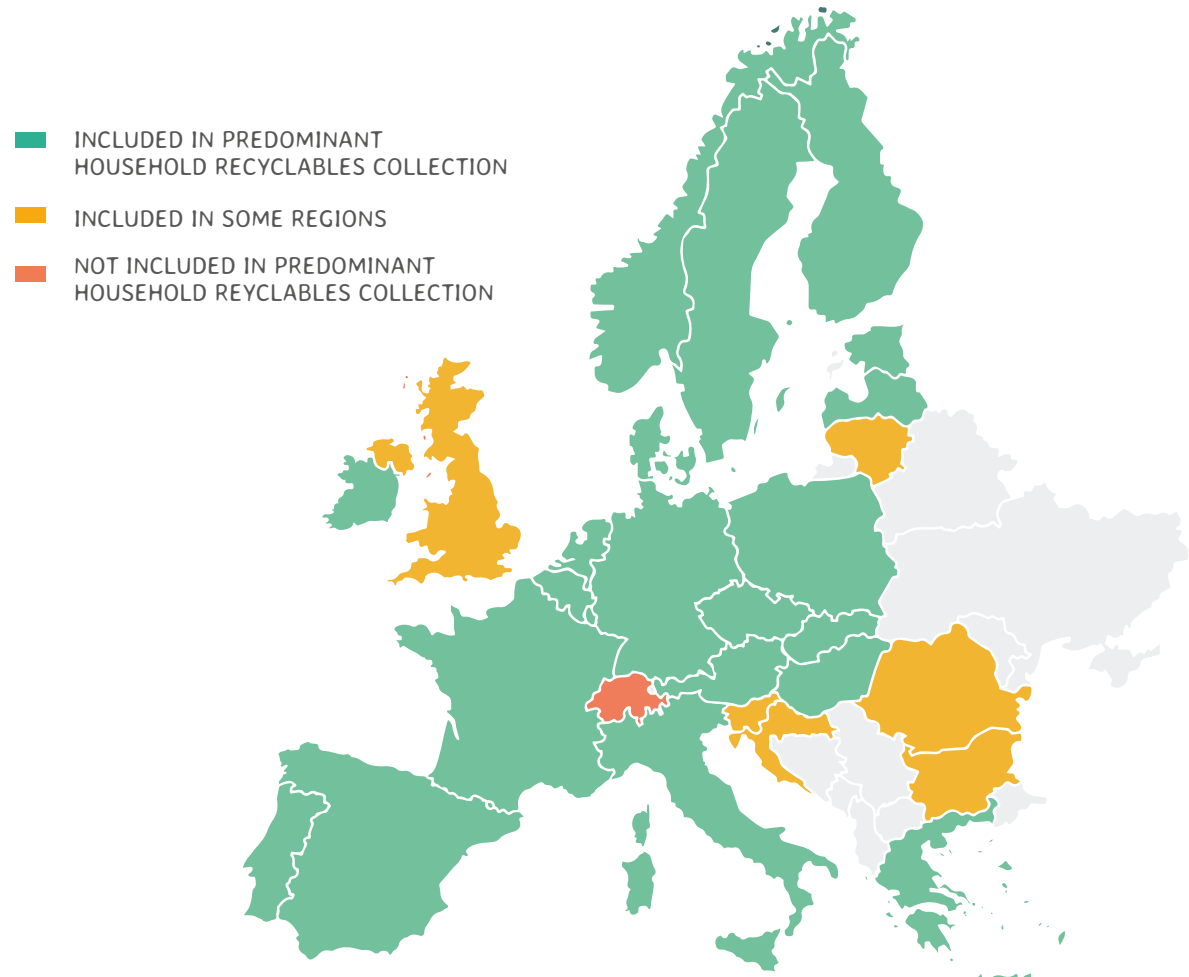 INCLUDED IN PREDOMINANT
HOUSEHOLD RECYCLABLES COLLECTION
INCLUDED IN SOME REGIONS
NOT INCLUDED IN PREDOMINANT
HOUSEHOLD REYCLABLES COLLECTION